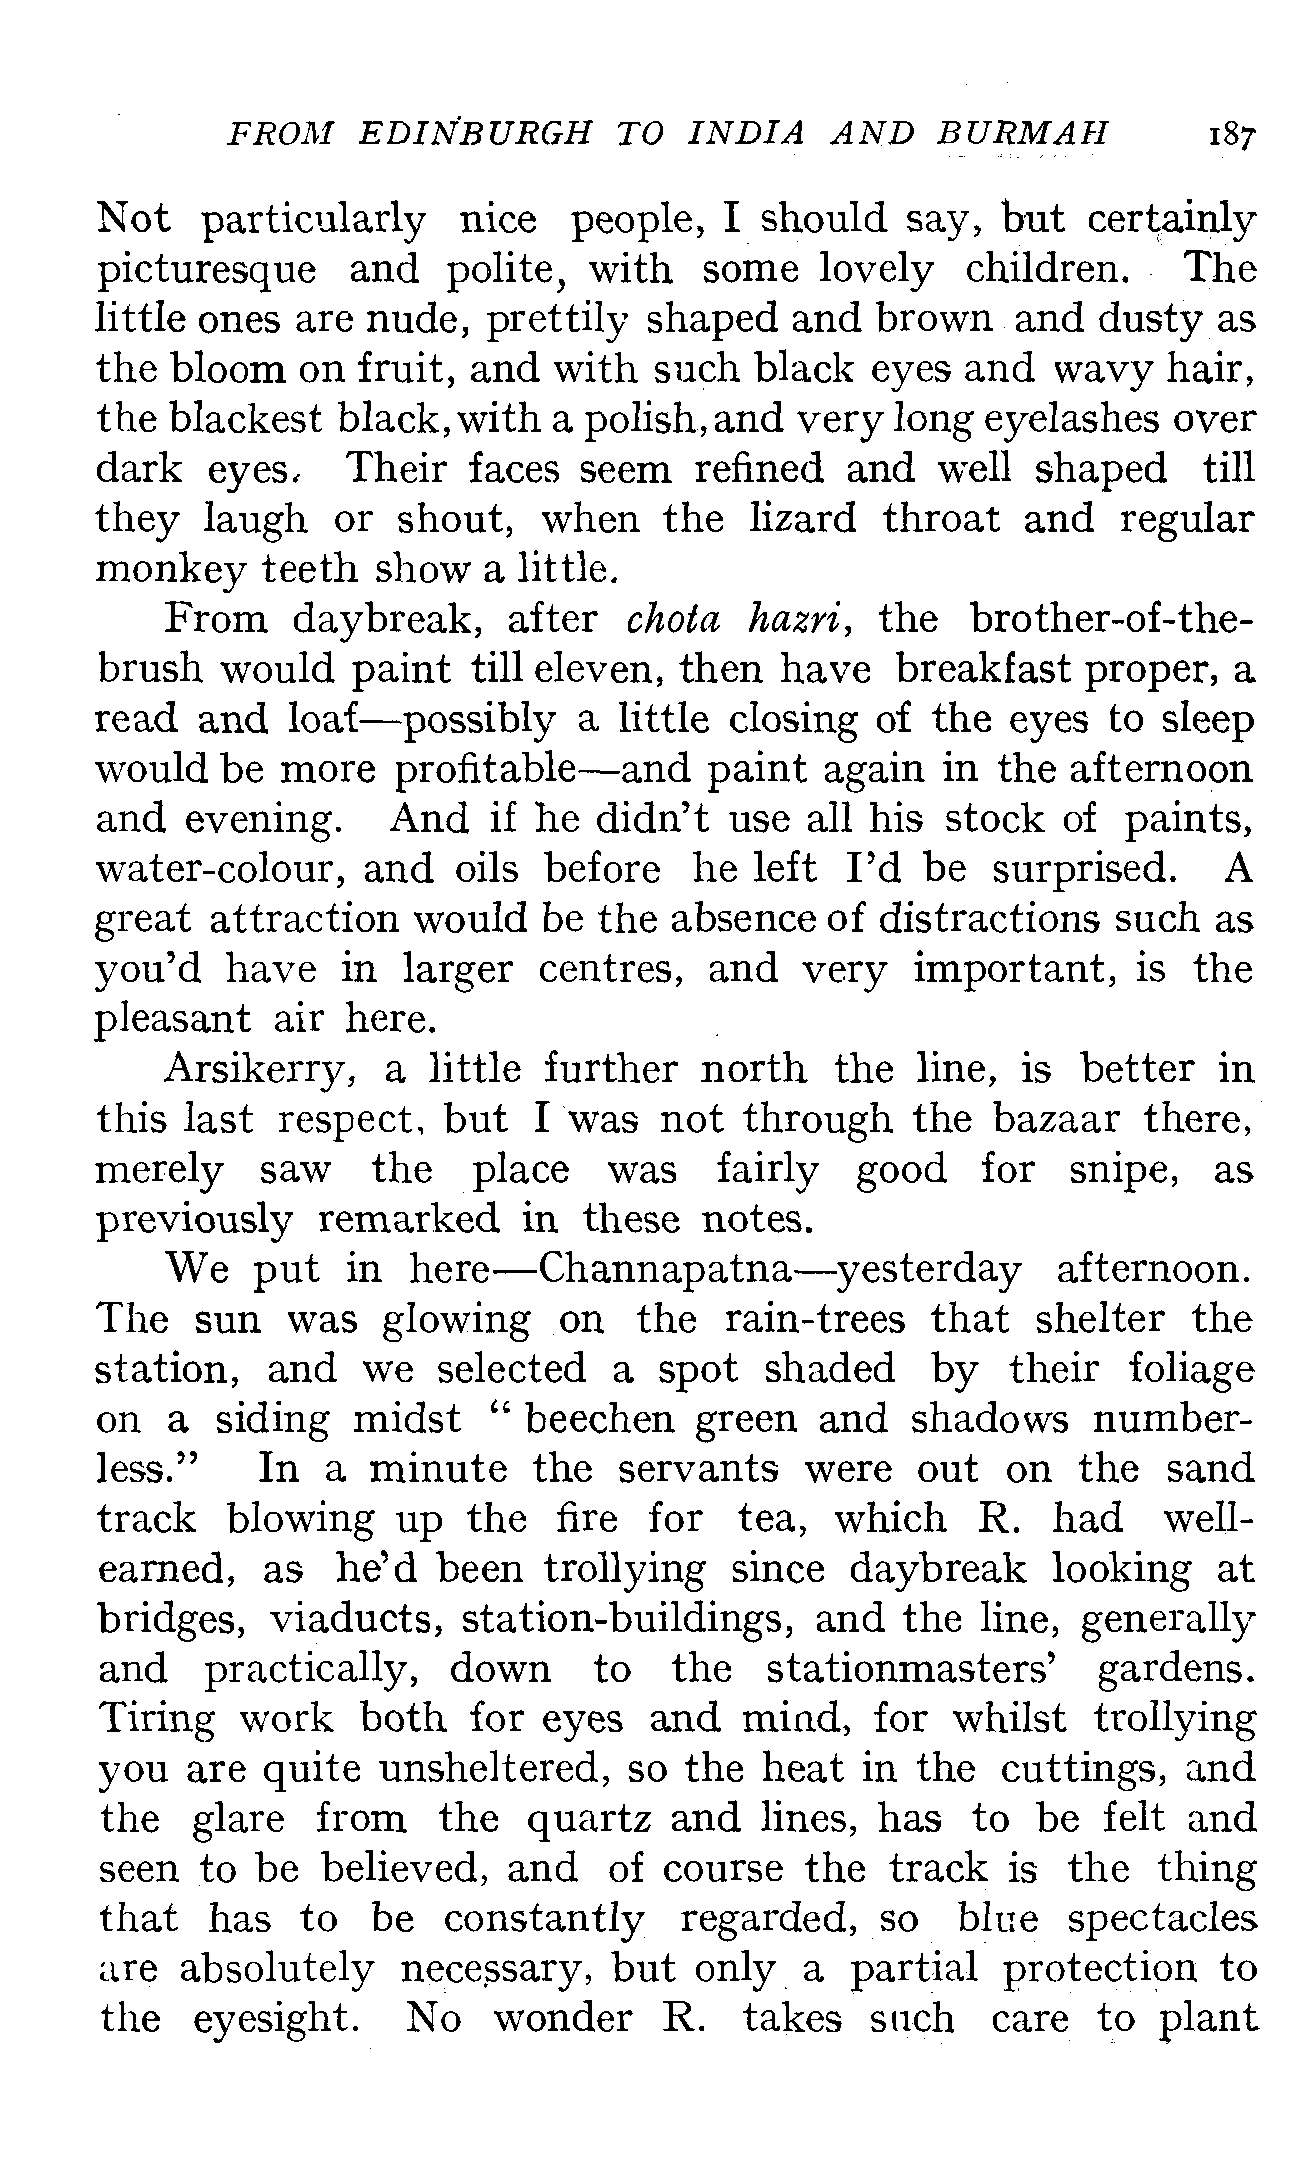 FROM EDINBURGH TO INDIA AND BURMAH 187
Not particularly nice people, I should say, but certainly
picturesque and polite, with some lovely children. The
little ones are nude, prettily shaped and brown and dusty as
the bloom on fruit, and with such black eyes and wavy hair,
the blackest black, with a polish, and very long eyelashes over
dark eyes. Their faces seem refined and well shaped till
they laugh or shout, when the lizard throat and regular
monkey teeth show a little.
From daybreak, after chota hazri, the brother-of-the-
brush would paint till eleven, then have breakfast proper, a
read and loaf—possibly a little closing of the eyes to sleep
would be more profitable—and paint again in the afternoon
and evening. And if he didn't use all his stock of paints,
water-colour, and oils before he left I'd be surprised. A
great attraction would be the absence of distractions such as
you'd have in larger centres, and very important, is the
pleasant air here.
Arsikerry, a little further north the line, is better in
this last respect, but I was not through the bazaar there,
merely saw the place was fairly good for snipe, as
previously remarked in these notes.
We put in here—Channapatna—yesterday afternoon.
The sun was glowing on the rain-trees that shelter the
station, and we selected a spot shaded by their foliage
on a siding midst "beechen green and shadows number-
less." In a minute the servants were out on the sand
track blowing up the fire for tea, which R. had well-
earned, as he'd been trollying since daybreak looking at
bridges, viaducts, station-buildings, and the line, generally
and practically, down to the stationmasters' gardens.
Tiring work both for eyes and mind, for whilst trollying
you are quite unsheltered, so the heat in the cuttings, and
the glare from the quartz and lines, has to be felt and
seen to be believed, and of course the track is the thing
that has to be constantly regarded, so blue spectacles
are absolutely necessary, but only a partial protection to
the eyesight. No wonder R. takes such care to plant